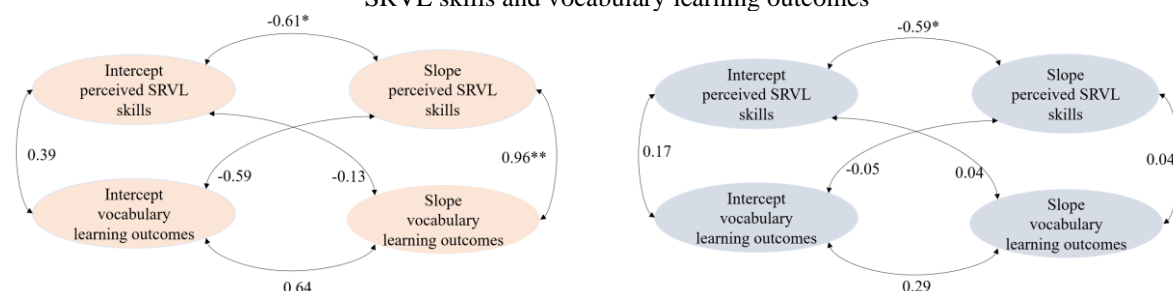 SRVL skills and vocabulary learning outcomes
-0.61*
Intercept
perceived SRVL
skills
Slope
perceived SRVL
skills
0.39
-0.59
-0.13
0.96**
Intercept
vocabulary
learning outcomes
Slope
vocabulary
learning outcomes
0.64
-0.59*
Intercept
perceived SRVL
skills
Slope
perceived SRVL
skills
0.17
-0.05
0.04
0.04
Intercept
vocabulary
learning outcomes
Slope
vocabulary
learning outcomes
0.29